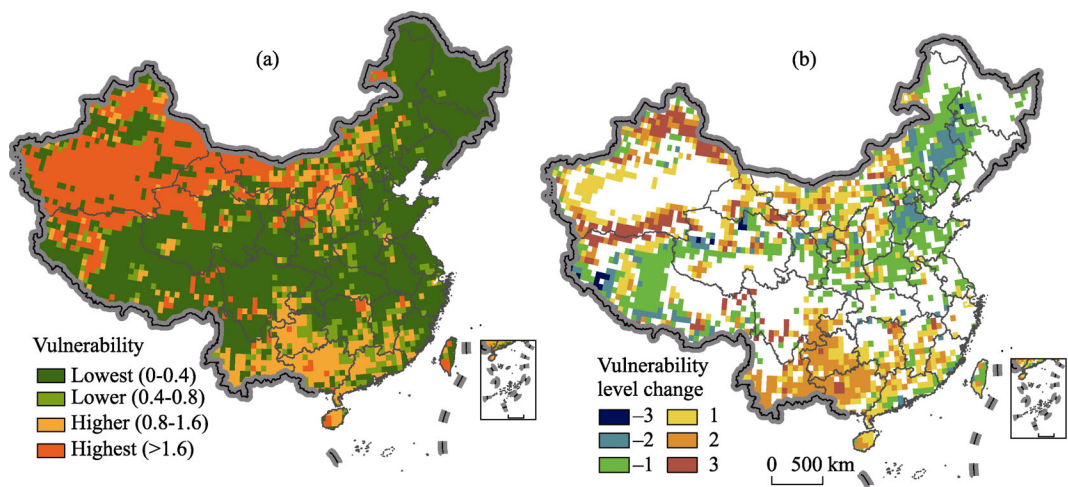 (a)
Vulnerability
Lowest (0-0.4)
Lower (0.4-0.8)
Higher (0.8-1.6)
Highest (>1.6)
(b)
Vulnerability
level change
–3 1
–2 2
–1 3
0 500 km